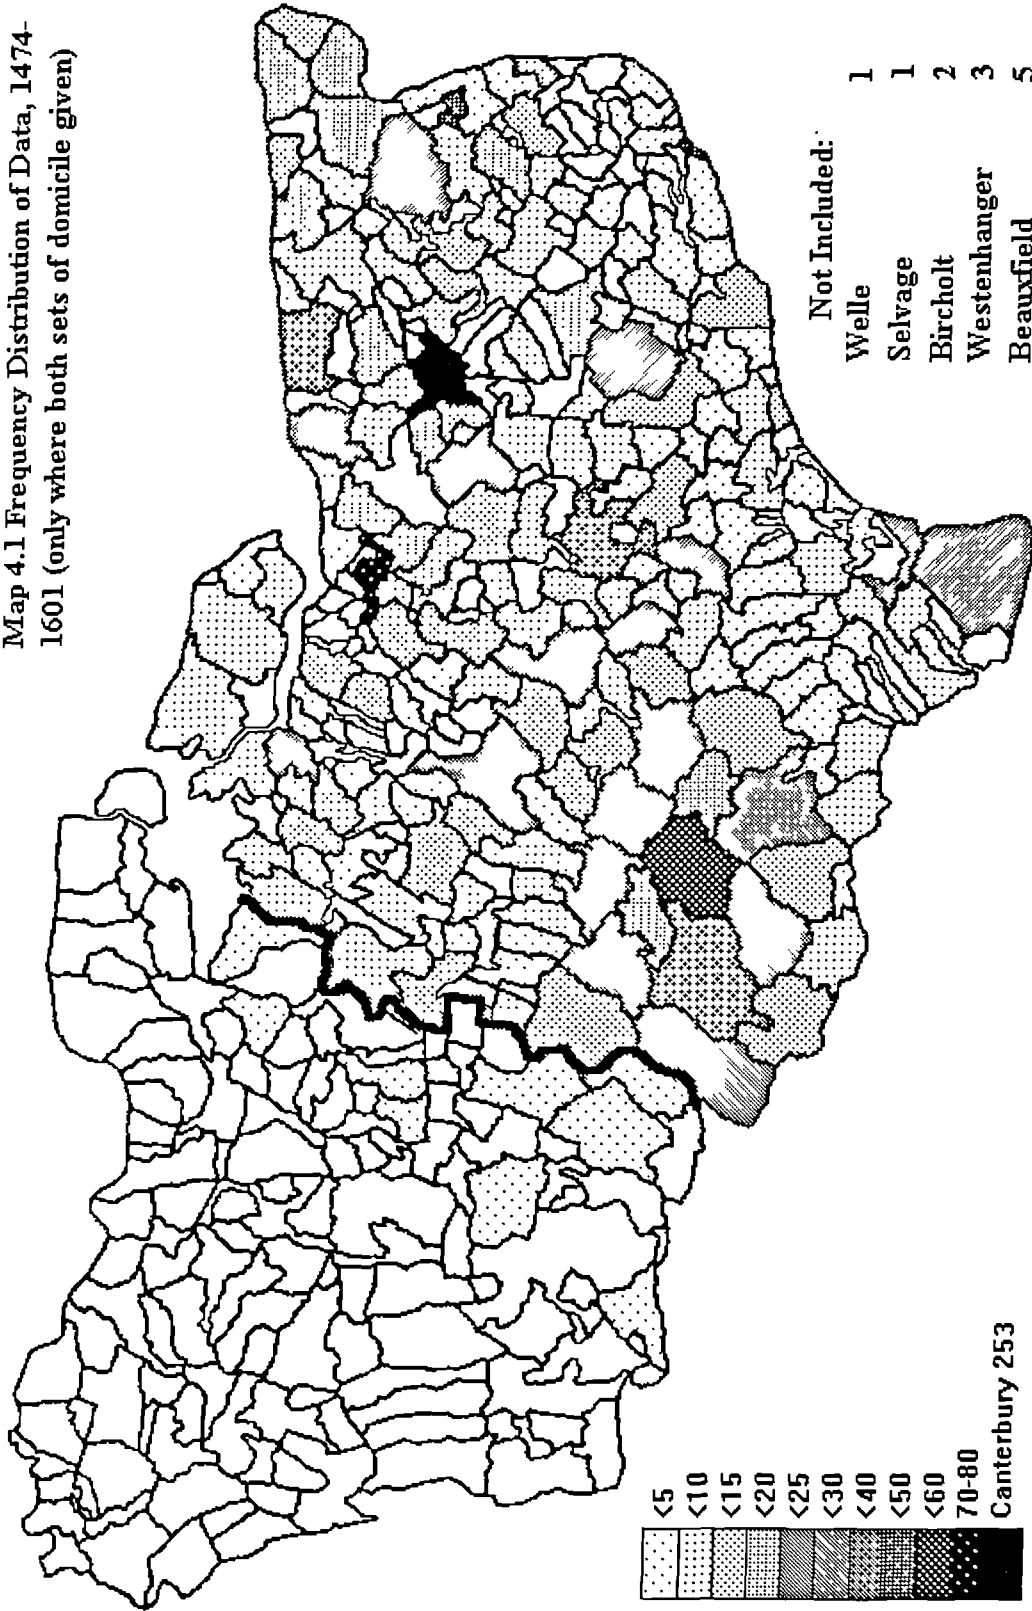 Map 4.1 Frequency Distribution of Data, 1474-
1601 (only where both sets of domicile given)
<5
<10
<15
<20
<25
<30
<40
<50
<60
70-80
Canterbury 253
Not Included:
Welle 1
Selvage 1
Bircholt 2
Westenhanger 3
Beauxfield 5